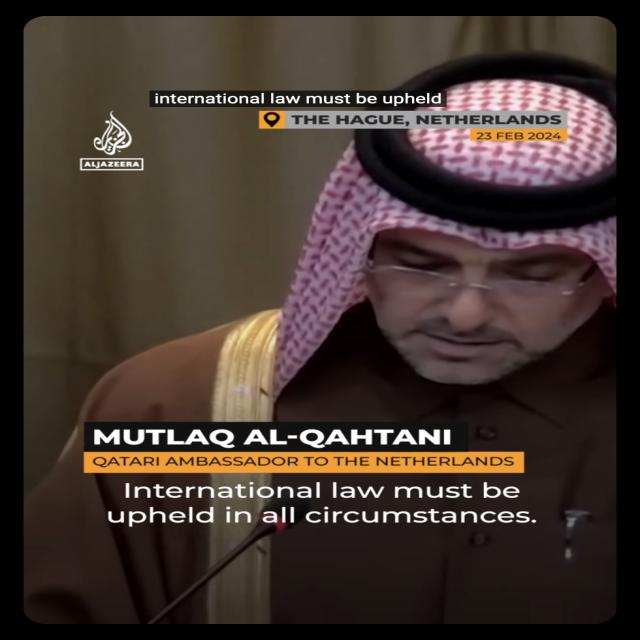 international law must be upheld
THE HAGUE, NETHERLANDS
23 FEB 2024
ALJAZEERA
MUTLAQ AL-QAHTANI
QATARI AMBASSADOR TO THE NETHERLANDS
International law must be
upheld in all circumstances.